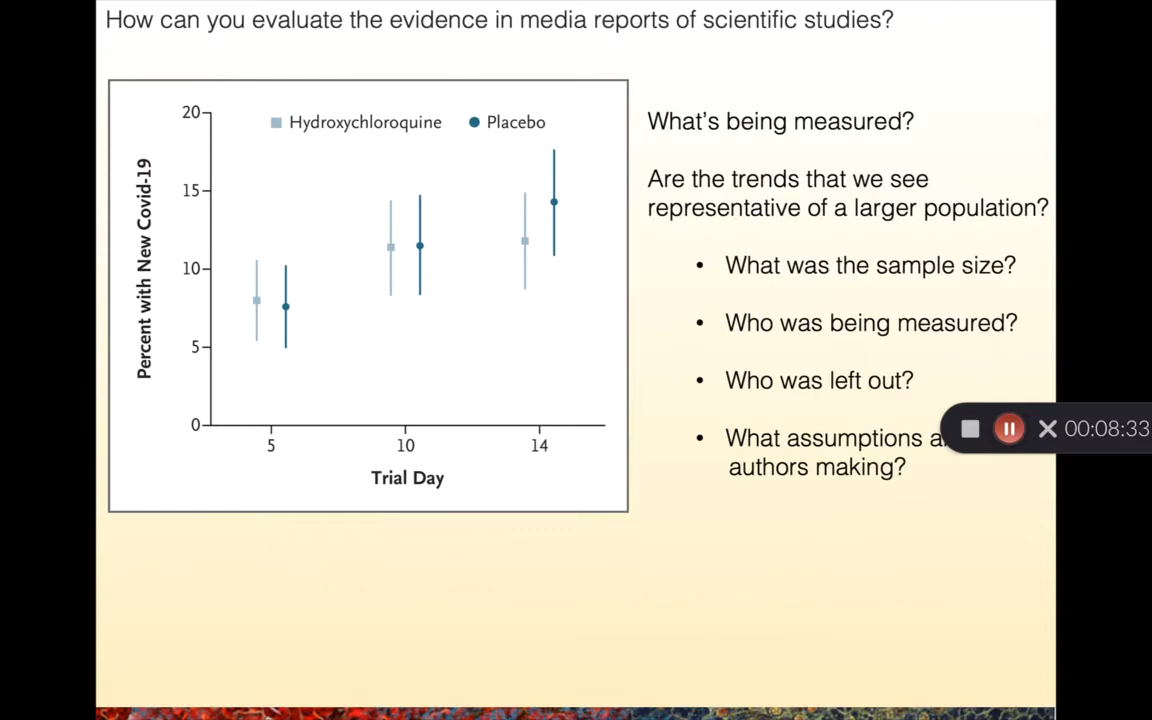 How can you evaluate the evidence in media reports of scientific studies?
20
Hydroxychloroquine
Placebo
15
10
5
0
Percent with New Covid-19
5
10
14
Trial Day
What's being measured?
Are the trends that we see
representative of a larger population?
• What was the sample size?
• Who was being measured?
• Who was left out?
• What assumptions
authors making?
00:08:33